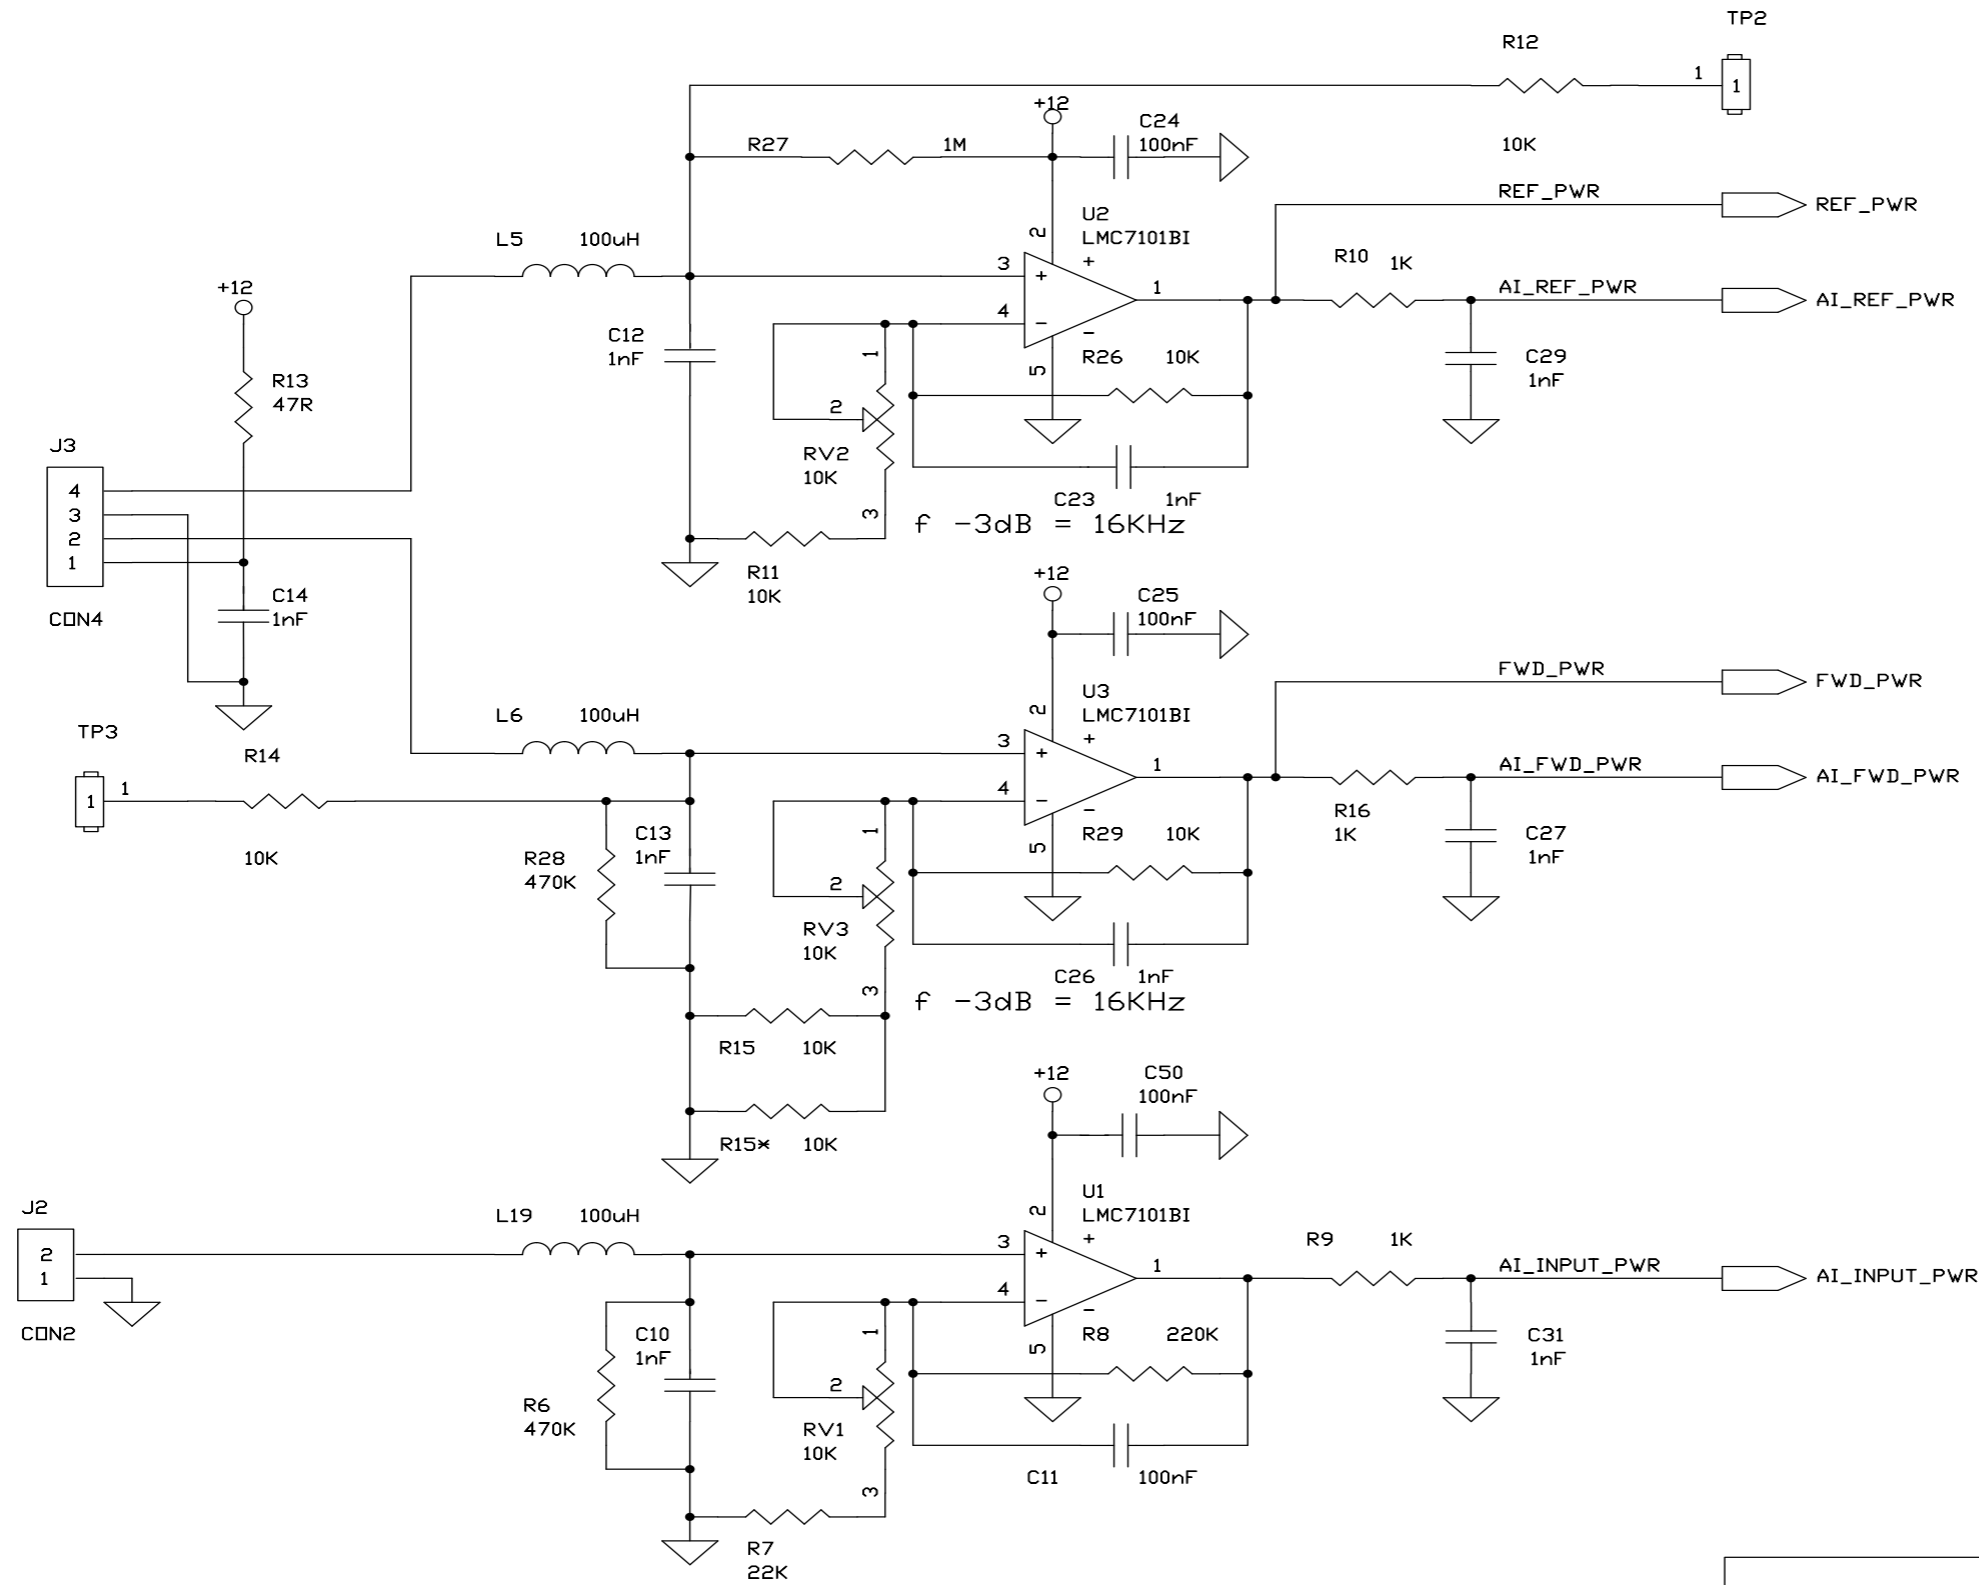 TP2
R12
1
1
10K
+12
C24
100nF
R27
1M
REF_PWR
REF_PWR
U2
LMC7101BI
2
L5
100uH
3
+
+
R10
1K
AI_REF_PWR
AI_REF_PWR
1
4
−
−
5
+12
R13
47R
C12
1nF
R26
10K
C29
1nF
1
2
RV2
10K
3
C23
1nF
f -3dB = 16KHz
J3
4
3
2
1
CON4
C14
1nF
R11
10K
+12
C25
100nF
FWD_PWR
FWD_PWR
U3
LMC7101BI
2
L6
100uH
3
+
+
AI_FWD_PWR
AI_FWD_PWR
1
4
−
−
5
TP3
1
1
R14
10K
R16
1K
C13
1nF
R28
470K
R29
10K
C27
1nF
1
2
RV3
10K
3
C26
1nF
f -3dB = 16KHz
R15
10K
R15*
10K
+12
C50
100nF
U1
LMC7101BI
2
J2
2
1
CON2
L19
100uH
3
+
+
R9
1K
AI_INPUT_PWR
AI_INPUT_PWR
1
4
−
−
5
C10
1nF
R8
220K
C31
1nF
R6
470K
1
2
RV1
10K
3
C11
100nF
R7
22K